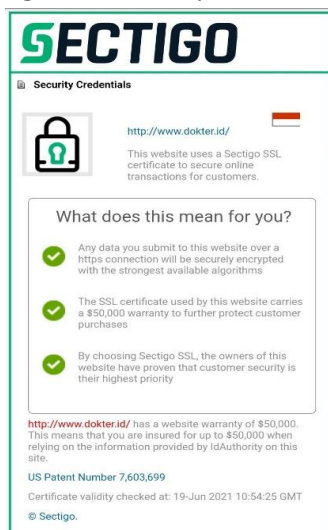 SECTIGO
Security Credentials
http://www.dokter.id/
This website uses a Sectigo SSL
certificate to secure online
transactions for customers.
What does this mean for you?
Any data you submit to this website over a
https connection will be securely encrypted
with the strongest available algorithms
The SSL certificate used by this website carries
a $50,000 warranty to further protect customer
purchases
By choosing Sectigo SSL, the owners of this
website have proven that customer security is
their highest priority
http://www.dokter.id/ has a website warranty of $50,000.
This means that you are insured for up to $50,000 when
relying on the information provided by IdAuthority on this
site.
US Patent Number 7,603,699
Certificate validity checked at: 19-Jun 2021 10:54:25 GMT
© Sectigo.